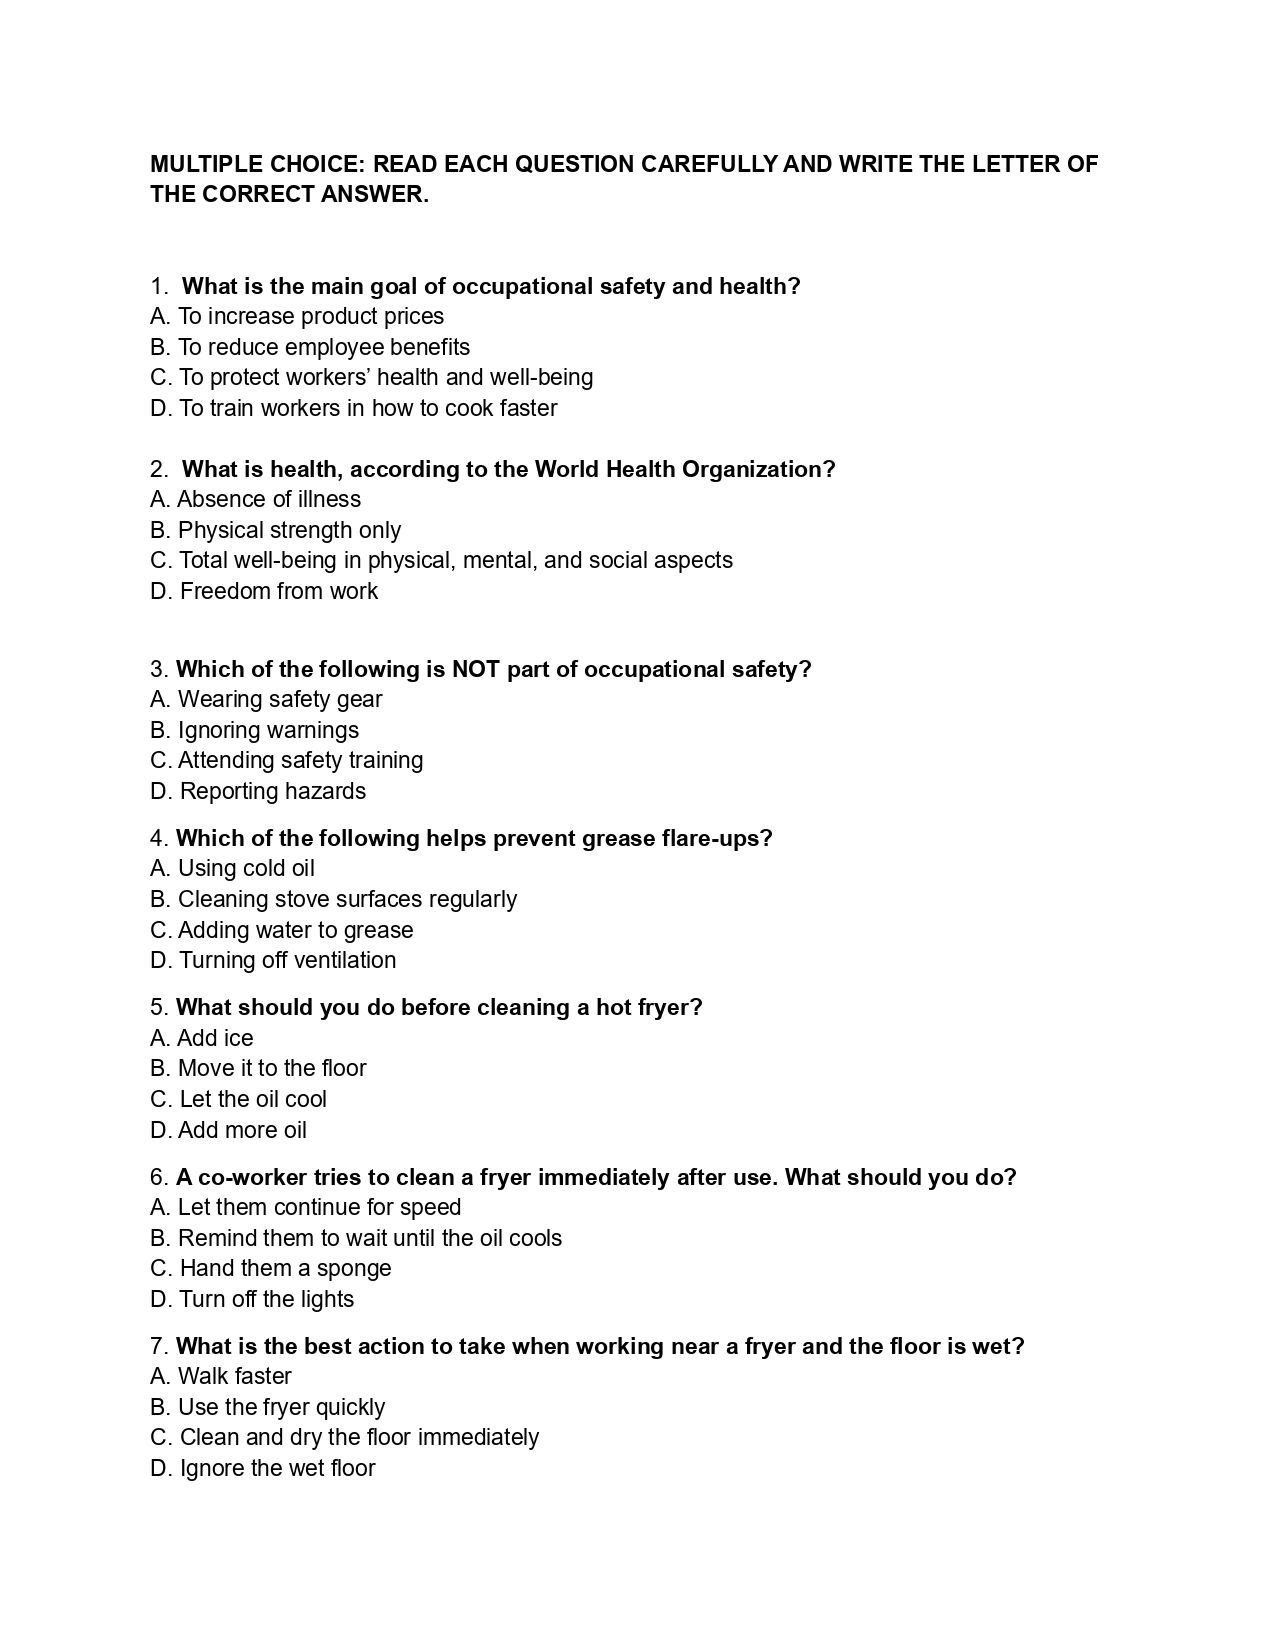 MULTIPLE CHOICE: READ EACH QUESTION CAREFULLY AND WRITE THE LETTER OF
THE CORRECT ANSWER.
1. What is the main goal of occupational safety and health?
A. To increase product prices
B. To reduce employee benefits
C. To protect workers’ health and well-being
D. To train workers in how to cook faster
2. What is health, according to the World Health Organization?
A. Absence of illness
B. Physical strength only
C. Total well-being in physical, mental, and social aspects
D. Freedom from work
3. Which of the following is NOT part of occupational safety?
A. Wearing safety gear
B. Ignoring warnings
C. Attending safety training
D. Reporting hazards
4. Which of the following helps prevent grease flare-ups?
A. Using cold oil
B. Cleaning stove surfaces regularly
C. Adding water to grease
D. Turning off ventilation
5. What should you do before cleaning a hot fryer?
A. Add ice
B. Move it to the floor
C. Let the oil cool
D. Add more oil
6. A co-worker tries to clean a fryer immediately after use. What should you do?
A. Let them continue for speed
B. Remind them to wait until the oil cools
C. Hand them a sponge
D. Turn off the lights
7. What is the best action to take when working near a fryer and the floor is wet?
A. Walk faster
B. Use the fryer quickly
C. Clean and dry the floor immediately
D. Ignore the wet floor